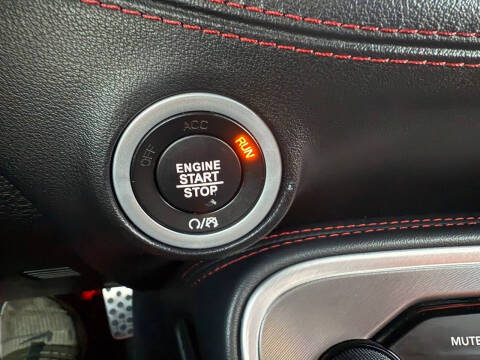 ACC
OFF
RUN
ENGINE
START
STOP
MUTE